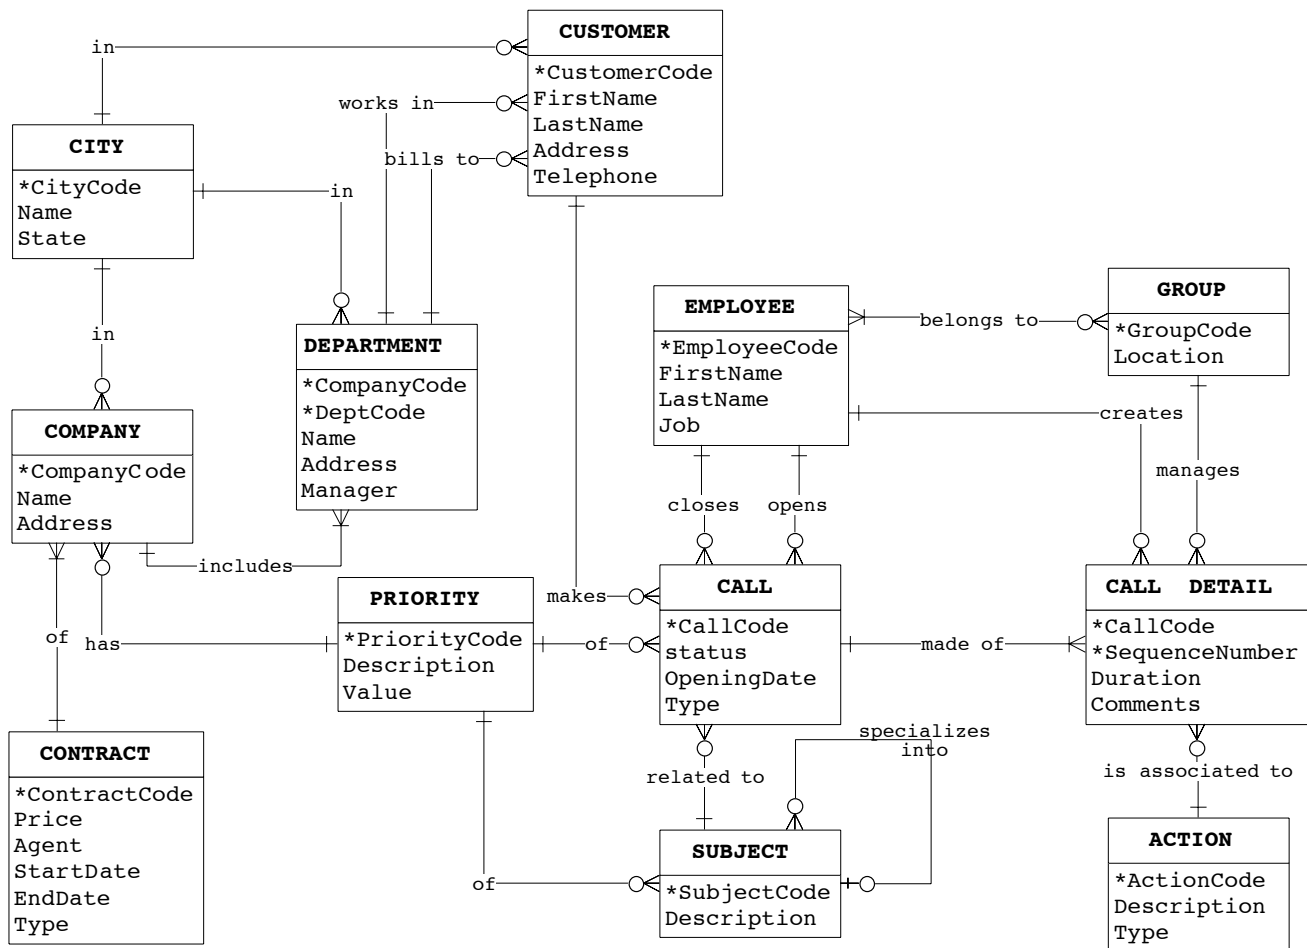 CUSTOMER
*CustomerCode
FirstName
LastName
Address
Telephone
in
works in
bills to
CITY
*CityCode
Name
State
in
in
DEPARTMENT
*CompanyCode
*DeptCode
Name
Address
Manager
COMPANY
*CompanyCode
Name
Address
includes
EMPLOYEE
*EmployeeCode
FirstName
LastName
Job
belongs to
GROUP
*GroupCode
Location
creates
manages
closes
opens
of
has
PRIORITY
*PriorityCode
Description
Value
makes
of
CALL
*CallCode
status
OpeningDate
Type
made of
CALL DETAIL
*CallCode
*SequenceNumber
Duration
Comments
CONTRACT
*ContractCode
Price
Agent
StartDate
EndDate
Type
related to
specializes
into
is associated to
of
SUBJECT
*SubjectCode
Description
ACTION
*ActionCode
Description
Type